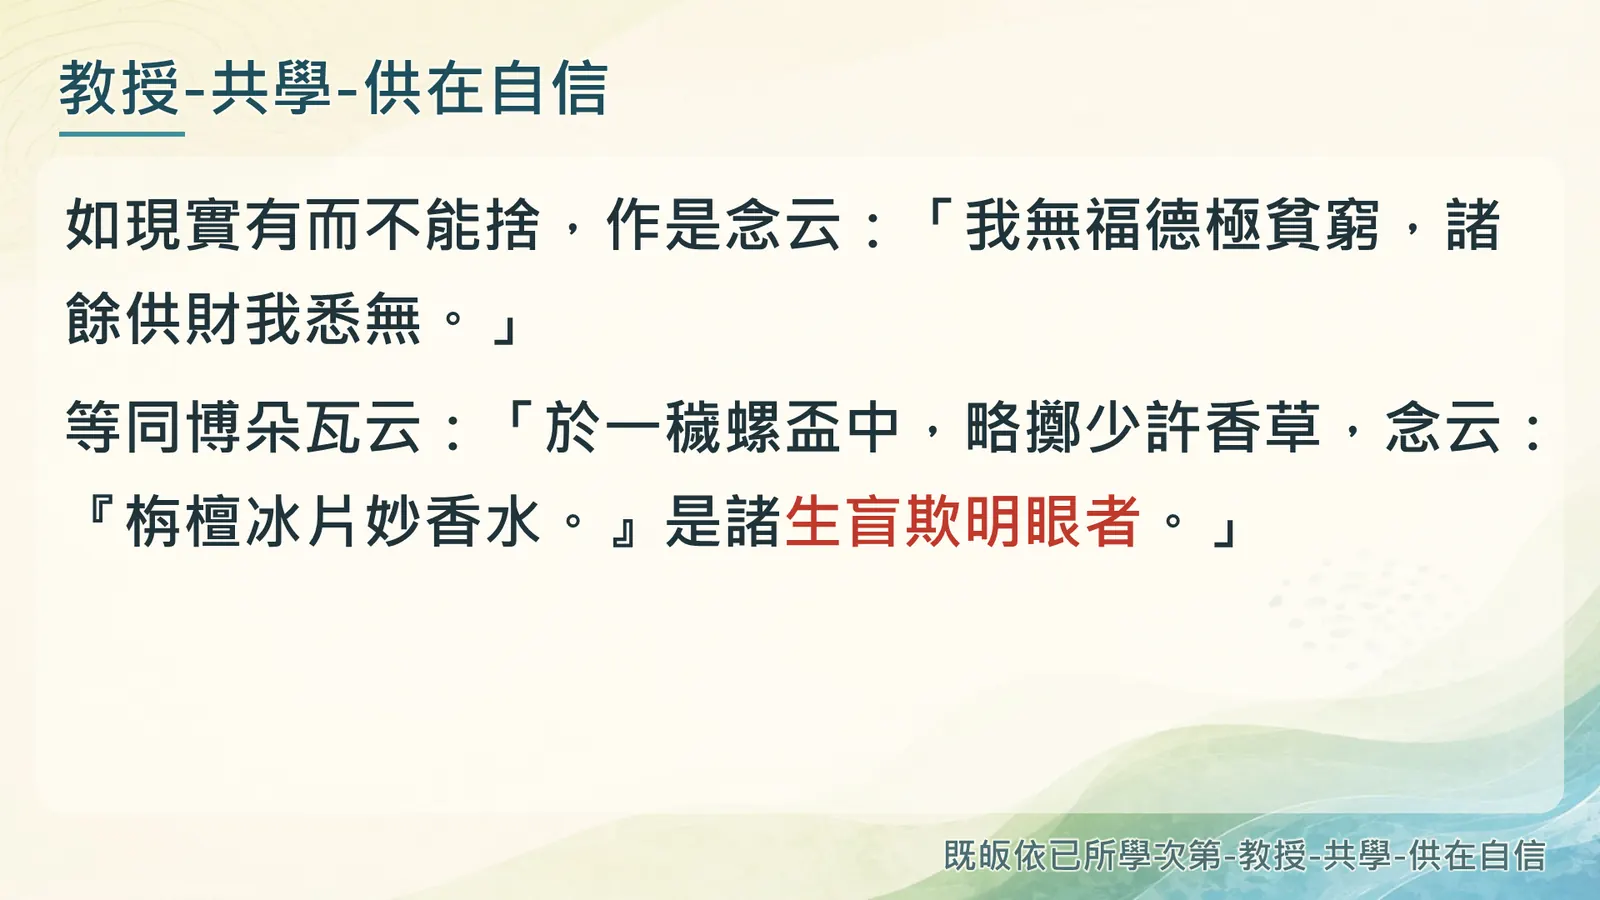 教授-共學-供在自信
如現實有而不能捨，作是念云：「我無福德極貧窮，諸
餘供財我悉無。」
等同博朵瓦云：「於一穢螺盃中，略擲少許香草，念云：
『栴檀冰片妙香水。』是諸生盲欺明眼者。」
既皈依已所學次第-教授-共學-供在自信